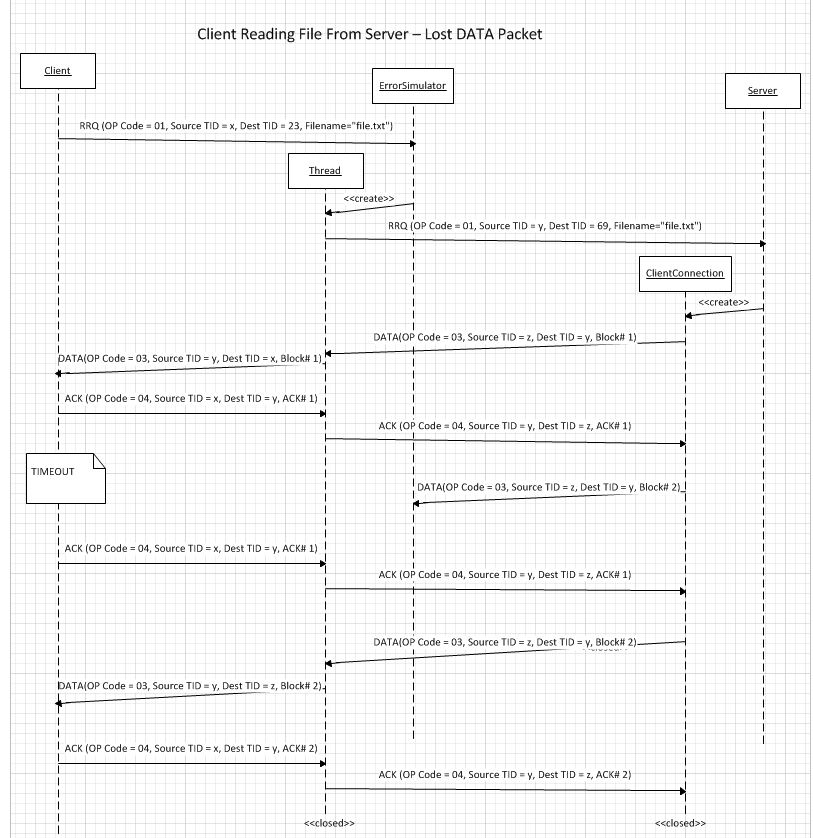 Client Reading File From Server – Lost DATA Packet
Client
ErrorSimulator
Server
RRQ (OP Code = 01, Source TID = x, Dest TID = 23, Filename="file.txt")
Thread
<<create>>
RRQ (OP Code = 01, Source TID = y, Dest TID = 69, Filename="file.txt")
ClientConnection
<<create>>
DATA(OP Code = 03, Source TID = z, Dest TID = y, Block# 1)
DATA(OP Code = 03, Source TID = y, Dest TID = x, Block# 1)
ACK (OP Code = 04, Source TID = x, Dest TID = y, ACK# 1)
ACK (OP Code = 04, Source TID = y, Dest TID = z, ACK# 1)
TIMEOUT
DATA(OP Code = 03, Source TID = z, Dest TID = y, Block# 2)
ACK (OP Code = 04, Source TID = x, Dest TID = y, ACK# 1)
ACK (OP Code = 04, Source TID = y, Dest TID = z, ACK# 1)
DATA(OP Code = 03, Source TID = z, Dest TID = y, Block# 2)
DATA(OP Code = 03, Source TID = y, Dest TID = z, Block# 2)
ACK (OP Code = 04, Source TID = x, Dest TID = y, ACK# 2)
ACK (OP Code = 04, Source TID = y, Dest TID = z, ACK# 2)
<<closed>>
<<closed>>